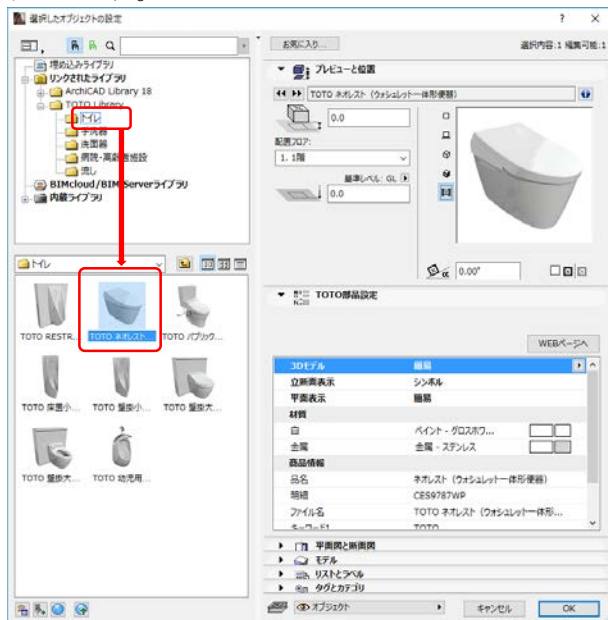 選択したオブジェクトの設定
? ×
お気に入り...
選択内容:1 編集可能:1
埋め込みライブラリ
リンクされたライブラリ
ArchiCAD Library 18
TOTO Library
トイレ
手洗器
洗面器
病院・高齢者施設
流し
BIMcloud/BIM Serverライブラリ
内蔵ライブラリ
トイレ
TOTO RESTR...
TOTO ネオレスト...
TOTO パブリック...
TOTO 床置小...
TOTO 壁掛小...
TOTO 壁掛大...
TOTO 壁掛大...
TOTO 幼児用...
プレビューと位置
TOTO ネオレスト (ウォシュレット一体形便器)
0.0
配置フロア:
1. 1階
基準レベル: GL
0.0
0.00°
TOTO部品設定
WEBページへ
3Dモデル 簡易
立断面表示 シンボル
平面表示 簡易
材質
白 ペイント - グロスホワ...
金属 金属 - ステンレス
商品情報
品名 ネオレスト (ウォシュレット一体形便器)
明細 CES9787WP
ファイル名 TOTO ネオレスト (ウォシュレット一体形...
キーワード1 TOTO
平面図と断面図
モデル
リストとラベル
タグとカテゴリ
オブジェクト
キャンセル
OK